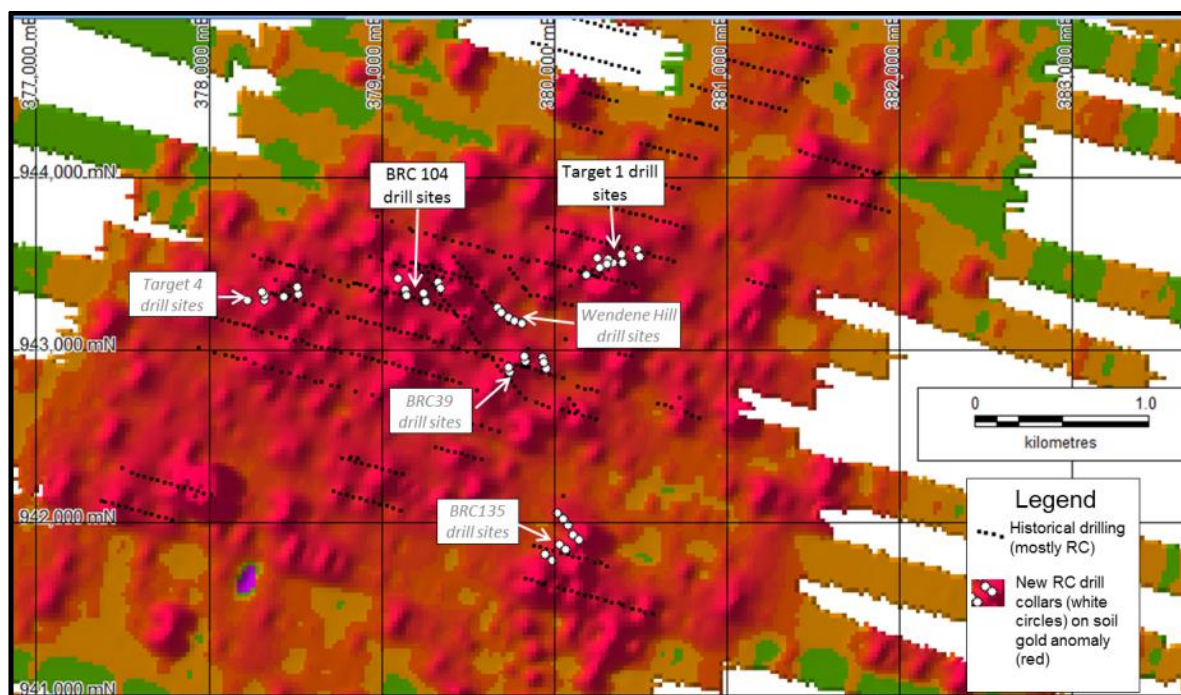 377,000 mE
378,000 mE
379,000 mE
380,000 mE
381,000 mE
382,000 mE
383,000 mE
944,000 mN
BRC 104
drill sites
Target 1 drill
sites
Target 4
drill sites
Wendene Hill
drill sites
943,000 mN
BRC39
drill sites
0 1.0
kilometres
942,000 mN
BRC135
drill sites
Legend
Historical drilling
(mostly RC)
New RC drill
collars (white
circles) on soil
gold anomaly
(red)
941,000 mN